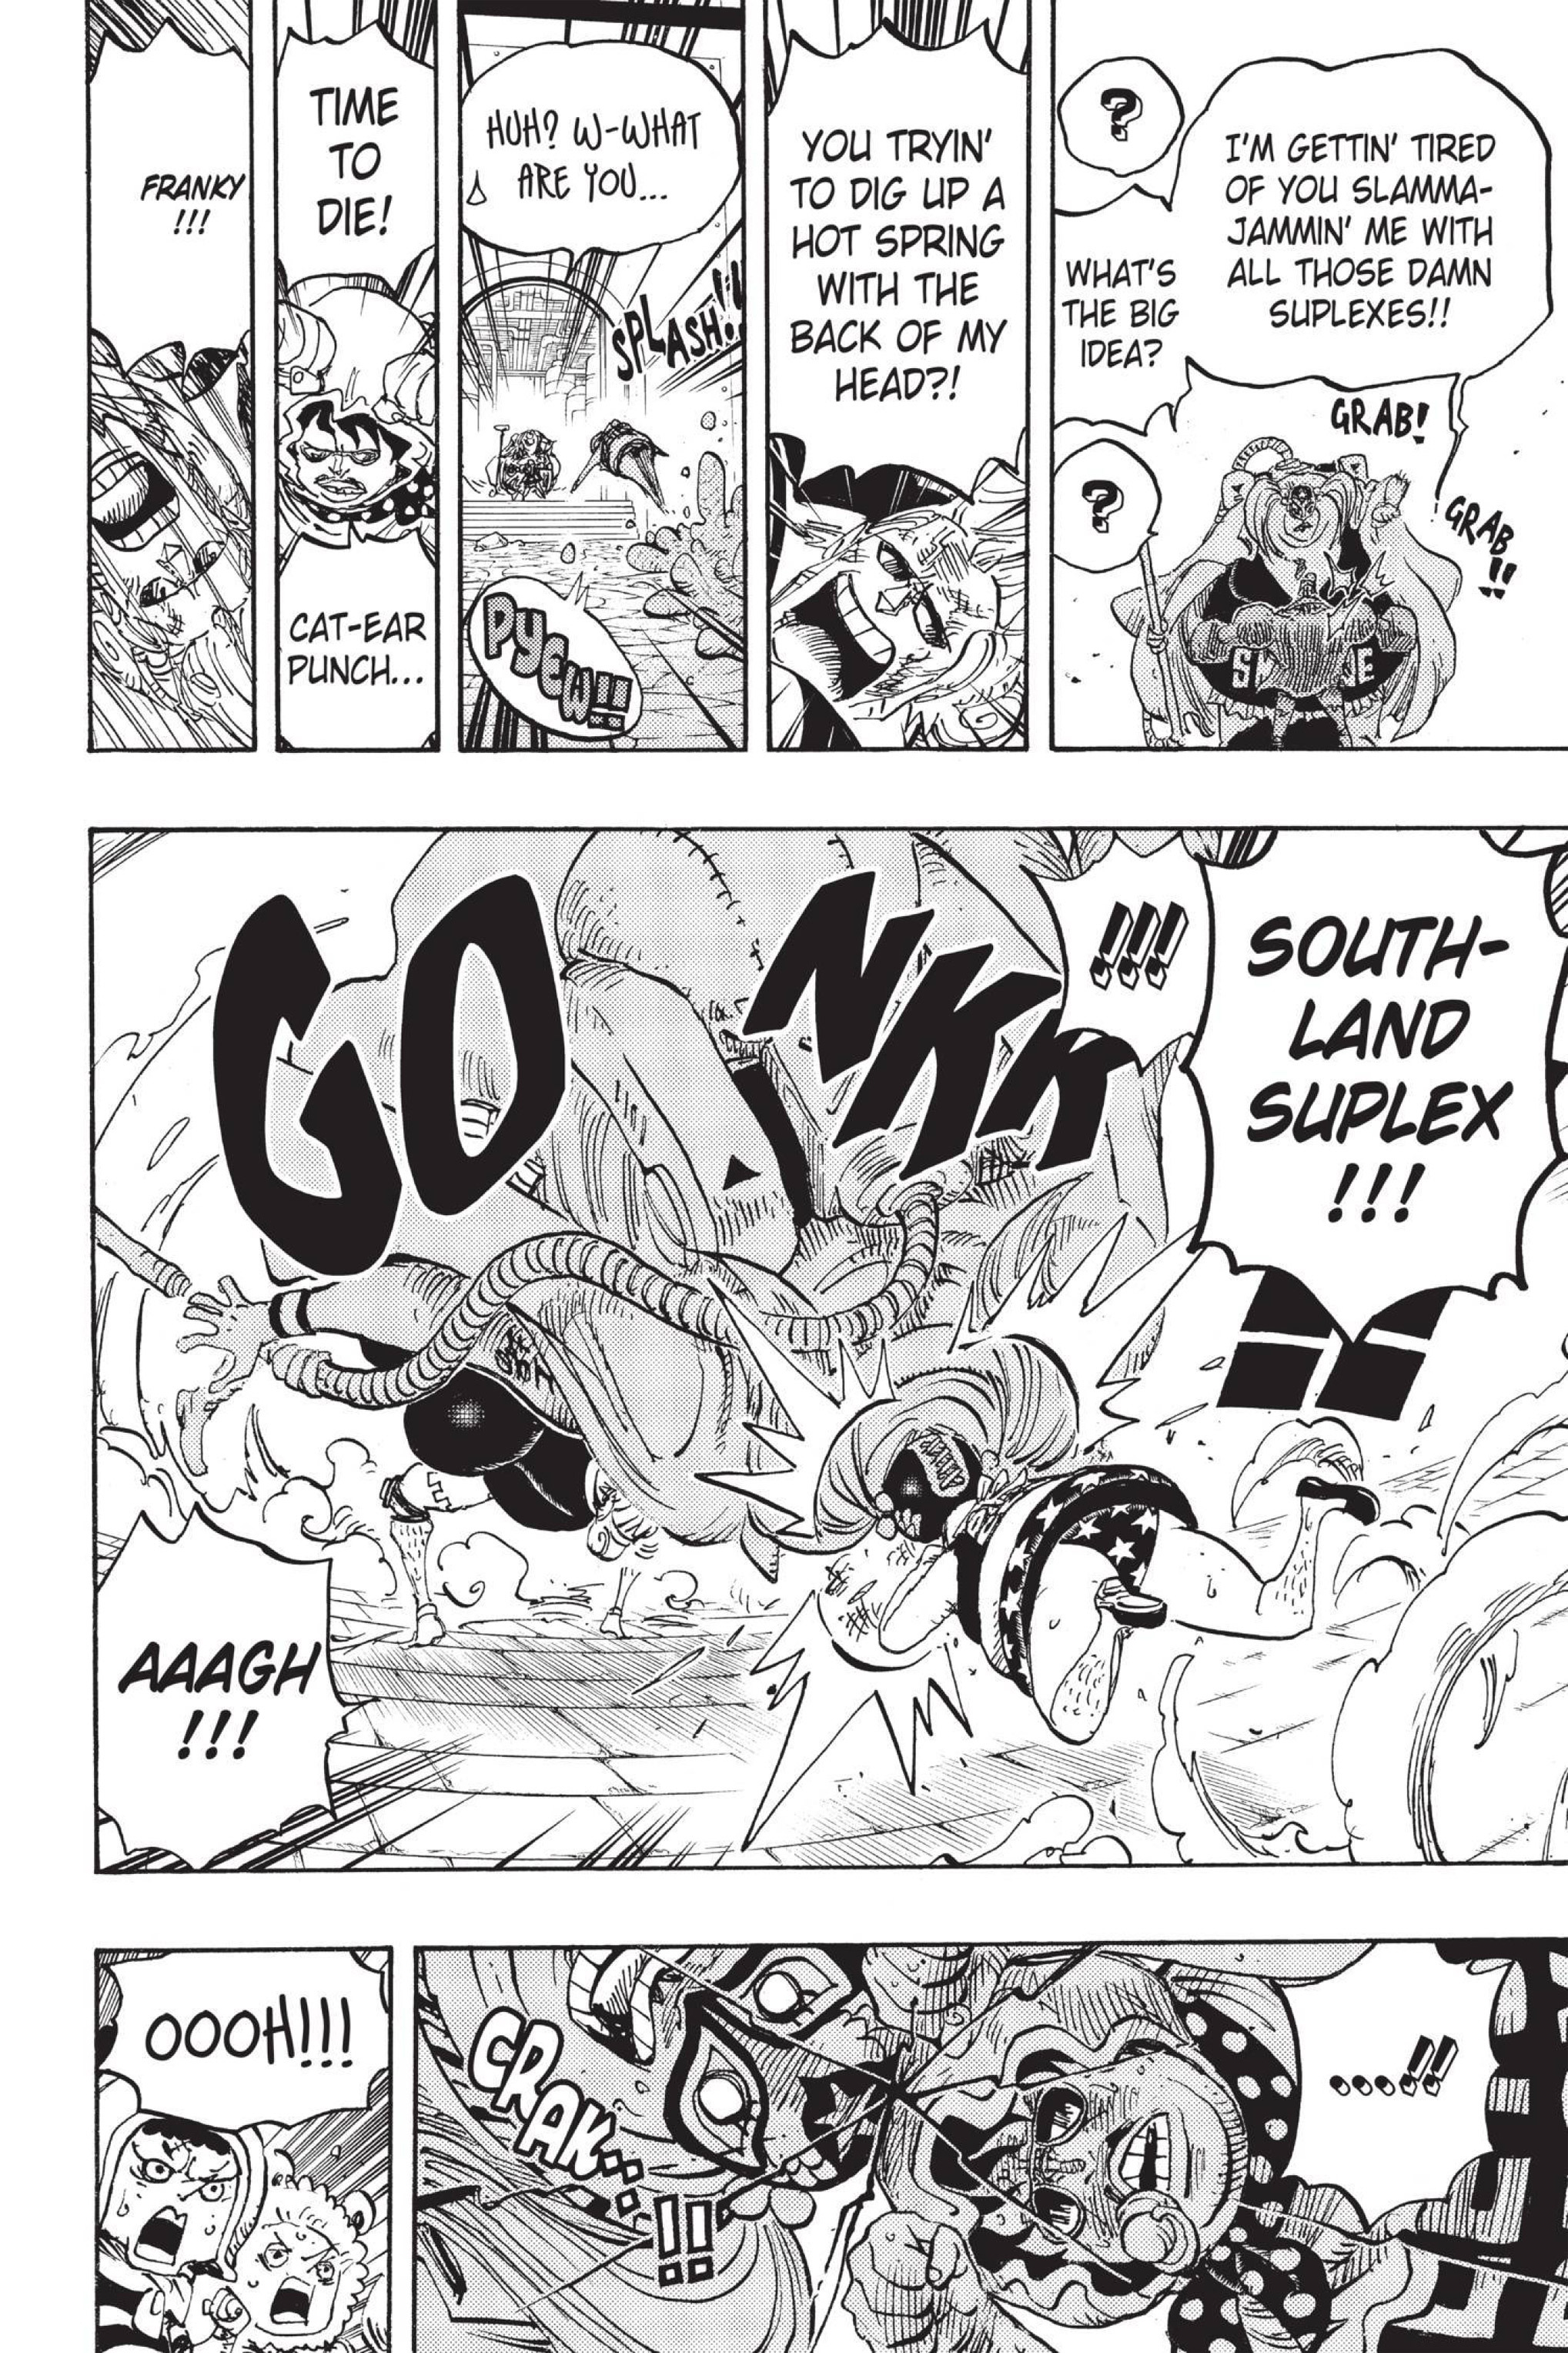 ?
I'M GETTIN' TIRED
OF YOU SLAMMA-
JAMMIN' ME WITH
ALL THOSE DAMN
SUPLEXES!!
WHAT'S
THE BIG
IDEA?
?
GRAB!
GRAB
!!
YOU TRYIN'
TO DIG UP A
HOT SPRING
WITH THE
BACK OF MY
HEAD?!
HUH? W-WHAT
ARE YOU...
SPLASH!!
PYEW!!
TIME
TO
DIE!
CAT-EAR
PUNCH...
FRANKY
!!!
SOUTH-
LAND
SUPLEX
!!!
!!!
GONKK
!!
AAAGH
!!!
...!!
CRAK...
!!
OOOH!!!